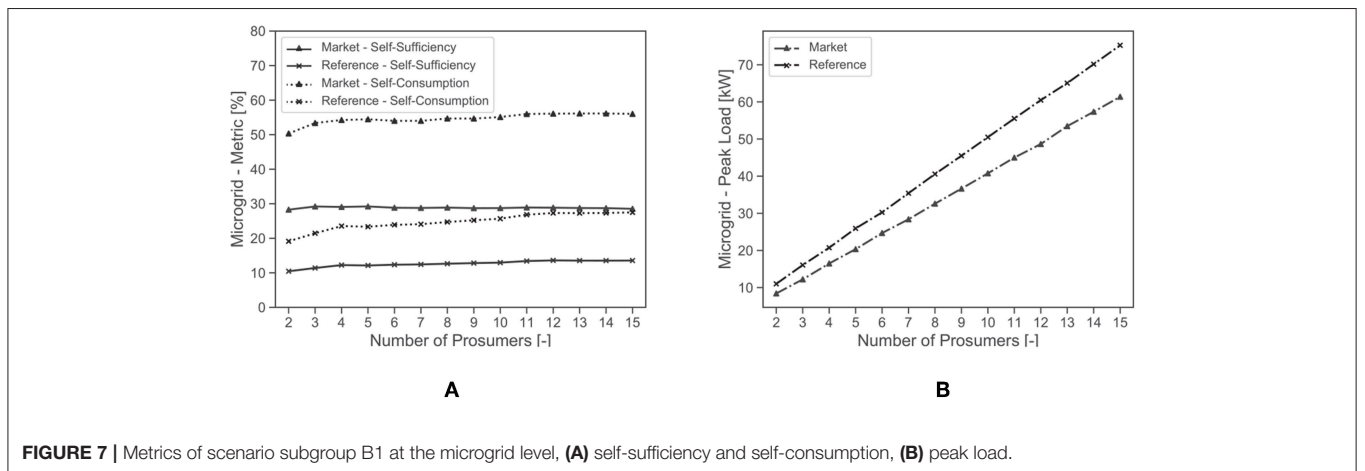 80
70
60
50
40
30
20
10
0
Microgrid - Metric [%]
Market - Self-Sufficiency
Reference - Self-Sufficiency
Market - Self-Consumption
Reference - Self-Consumption
2 3 4 5 6 7 8 9 10 11 12 13 14 15
Number of Prosumers [-]
A
70
60
50
40
30
20
10
Microgrid - Peak Load [kW]
Market
Reference
2 3 4 5 6 7 8 9 10 11 12 13 14 15
Number of Prosumers [-]
B
FIGURE 7 | Metrics of scenario subgroup B1 at the microgrid level, (A) self-sufficiency and self-consumption, (B) peak load.